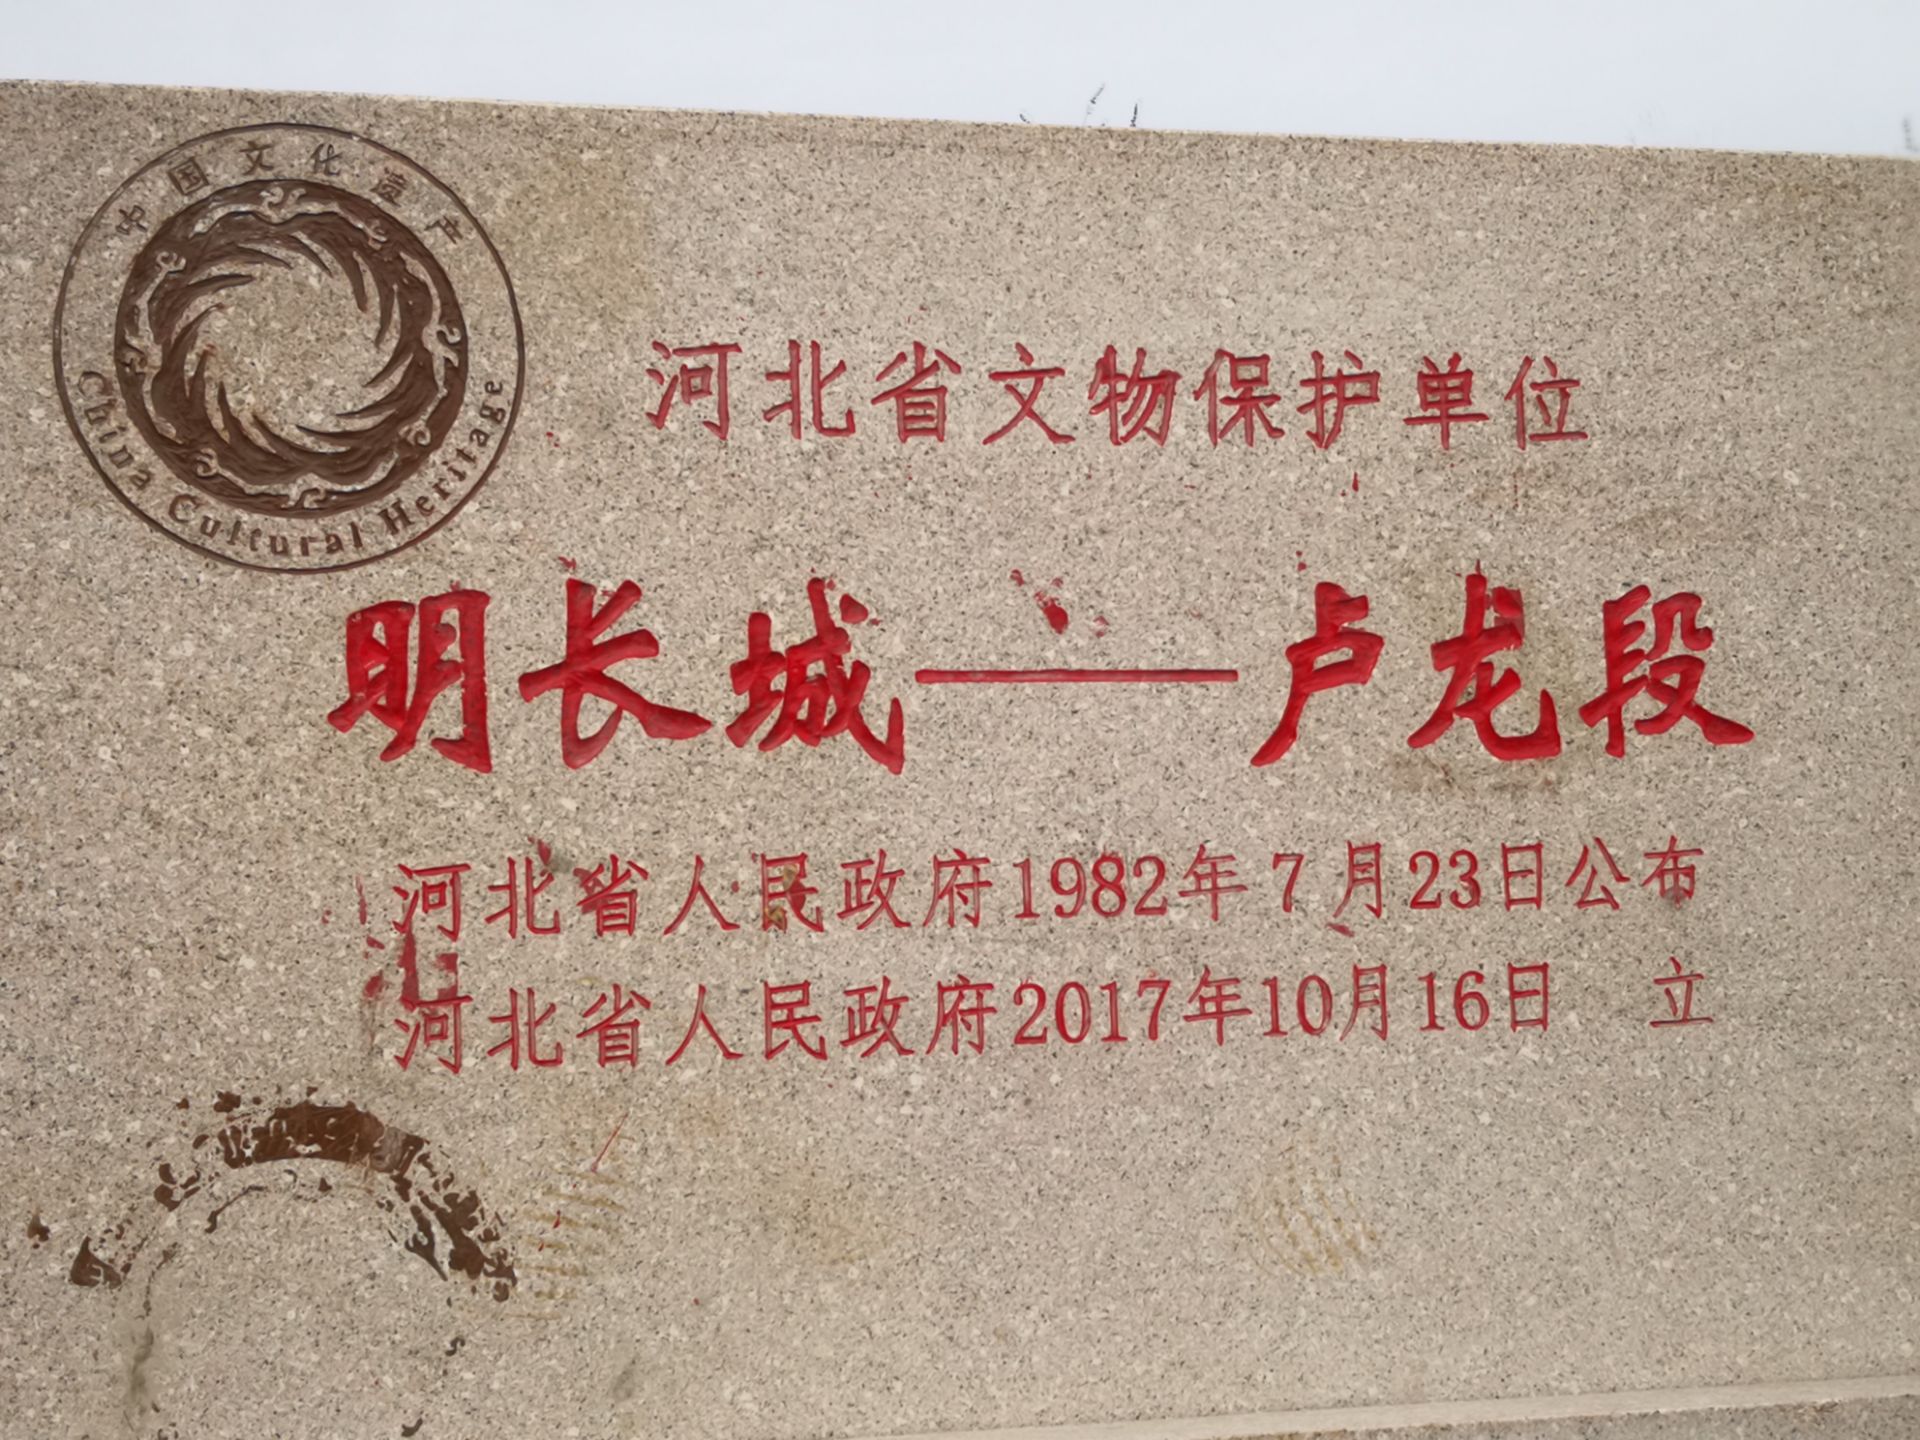 中国文化遗产
China Cultural Heritage
河北省文物保护单位
明长城——卢龙段
河北省人民政府1982年7月23日公布
河北省人民政府2017年10月16日 立